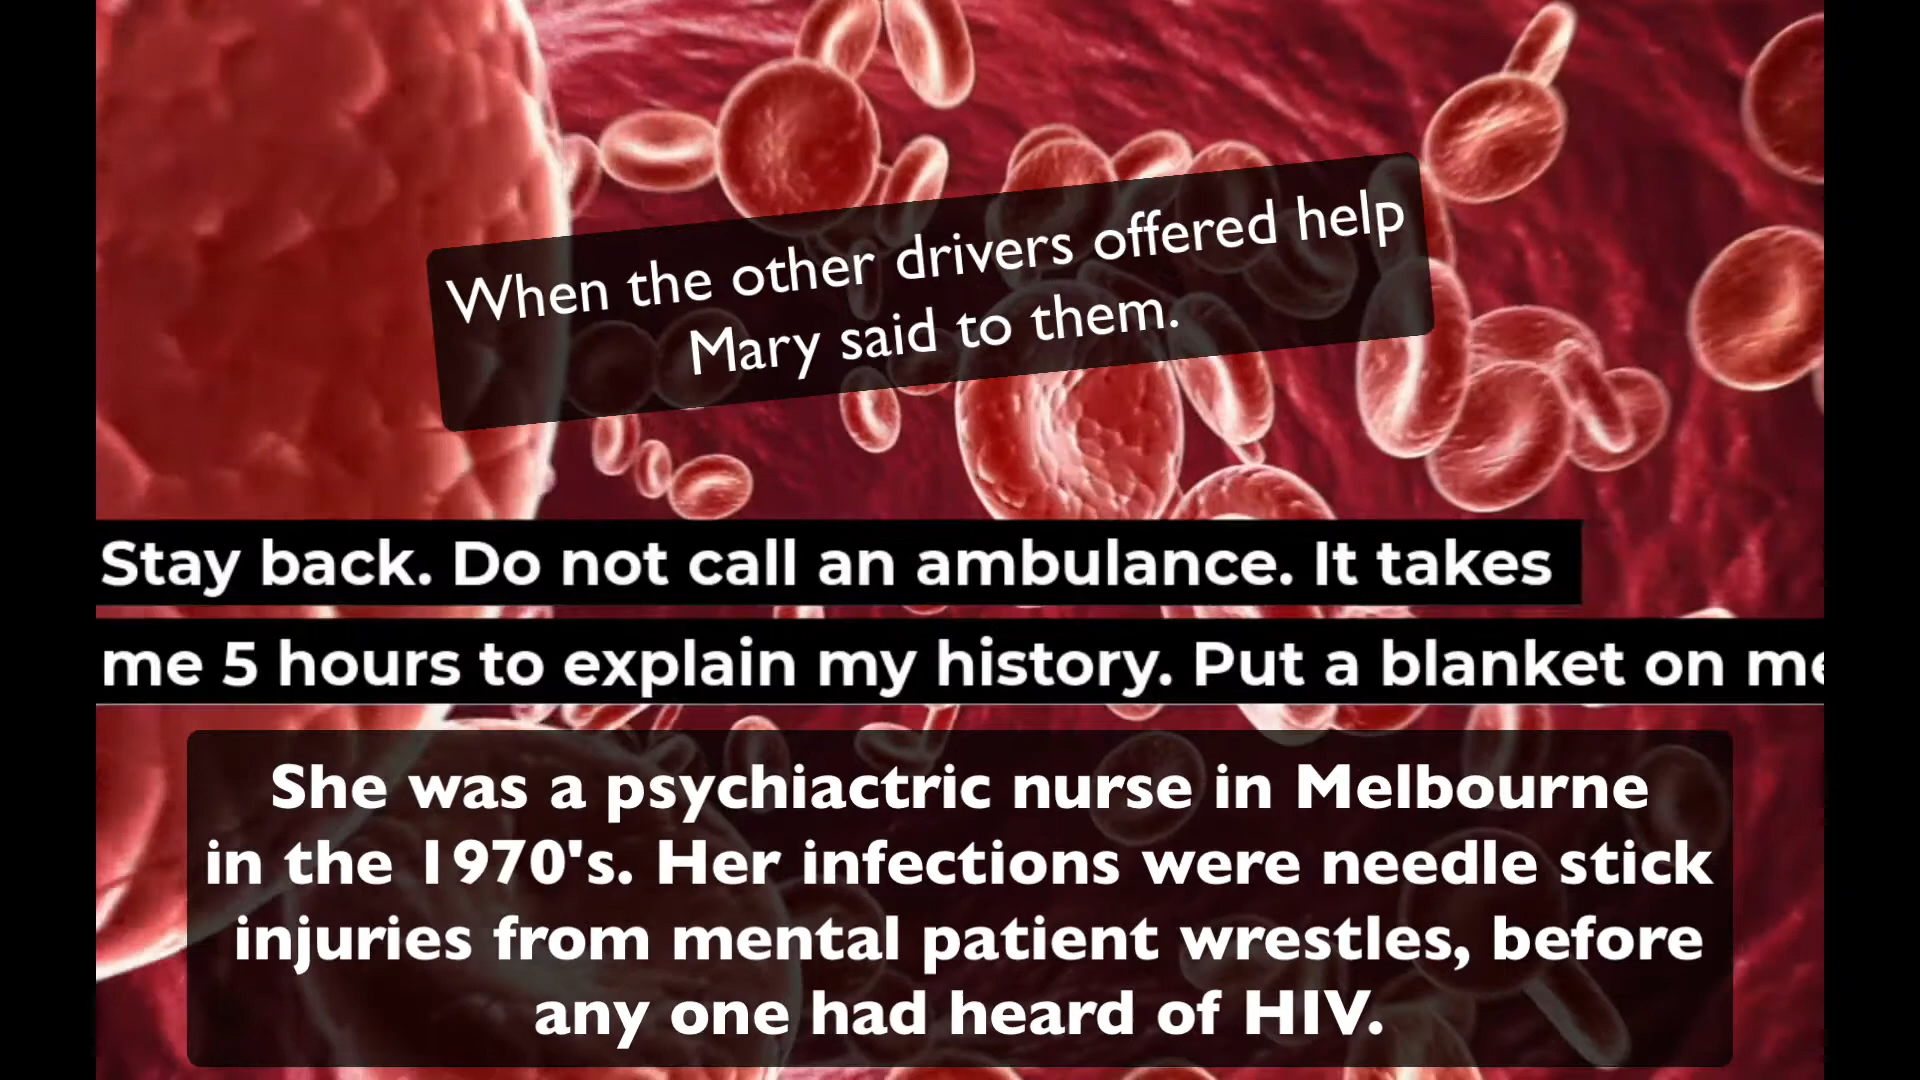 When the other drivers offered help
Mary said to them.
Stay back. Do not call an ambulance. It takes
me 5 hours to explain my history. Put a blanket on me
She was a psychiactric nurse in Melbourne
in the 1970's. Her infections were needle stick
injuries from mental patient wrestles, before
any one had heard of HIV.